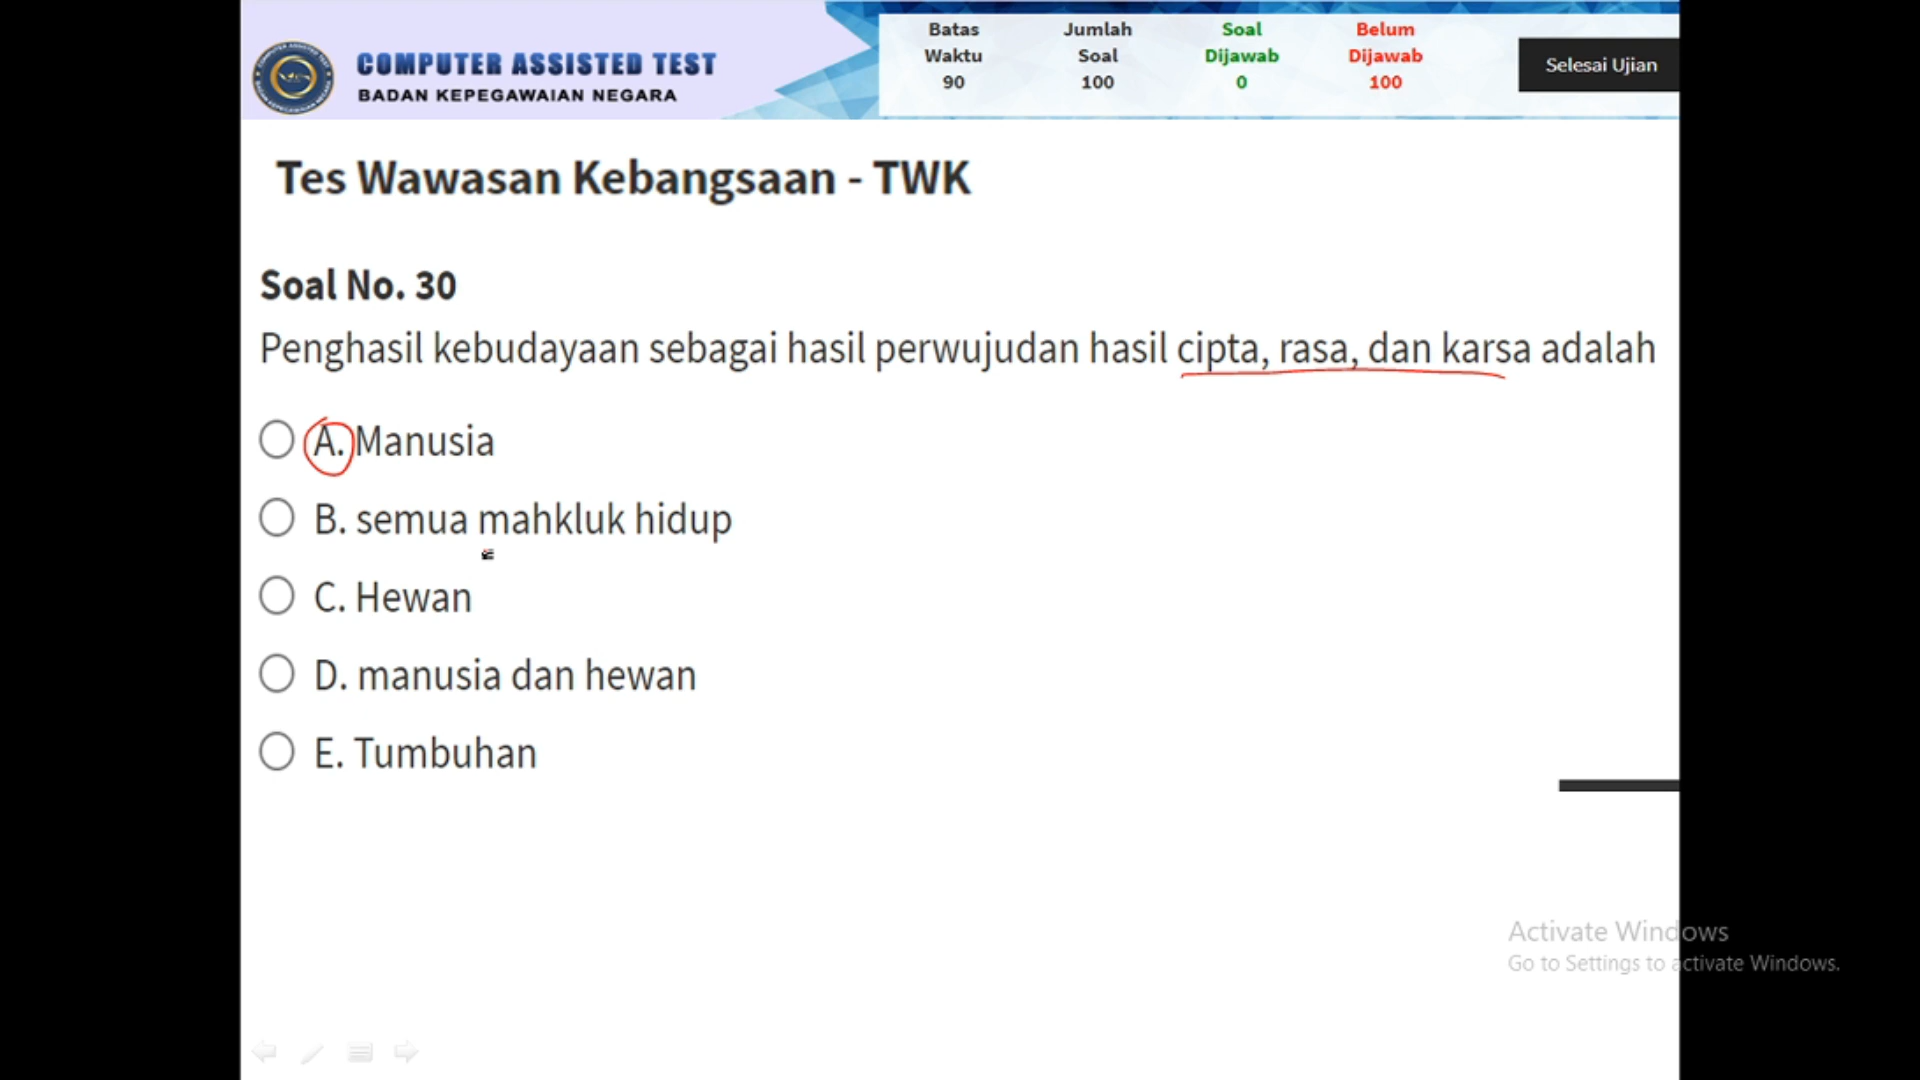 COMPUTER ASSISTED TEST
BADAN KEPEGAWAIAN NEGARA
Batas Waktu 90
Jumlah Soal 100
Soal Dijawab 0
Belum Dijawab 100
Selesai Ujian
Tes Wawasan Kebangsaan - TWK
Soal No. 30
Penghasil kebudayaan sebagai hasil perwujudan hasil cipta, rasa, dan karsa adalah
A. Manusia
B. semua mahkluk hidup
C. Hewan
D. manusia dan hewan
E. Tumbuhan
Activate Windows
Go to Settings to activate Windows.